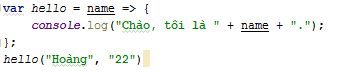 var hello = name => {
console.log("Chào, tôi là " + name + ".");
};
hello("Hoàng", "22")